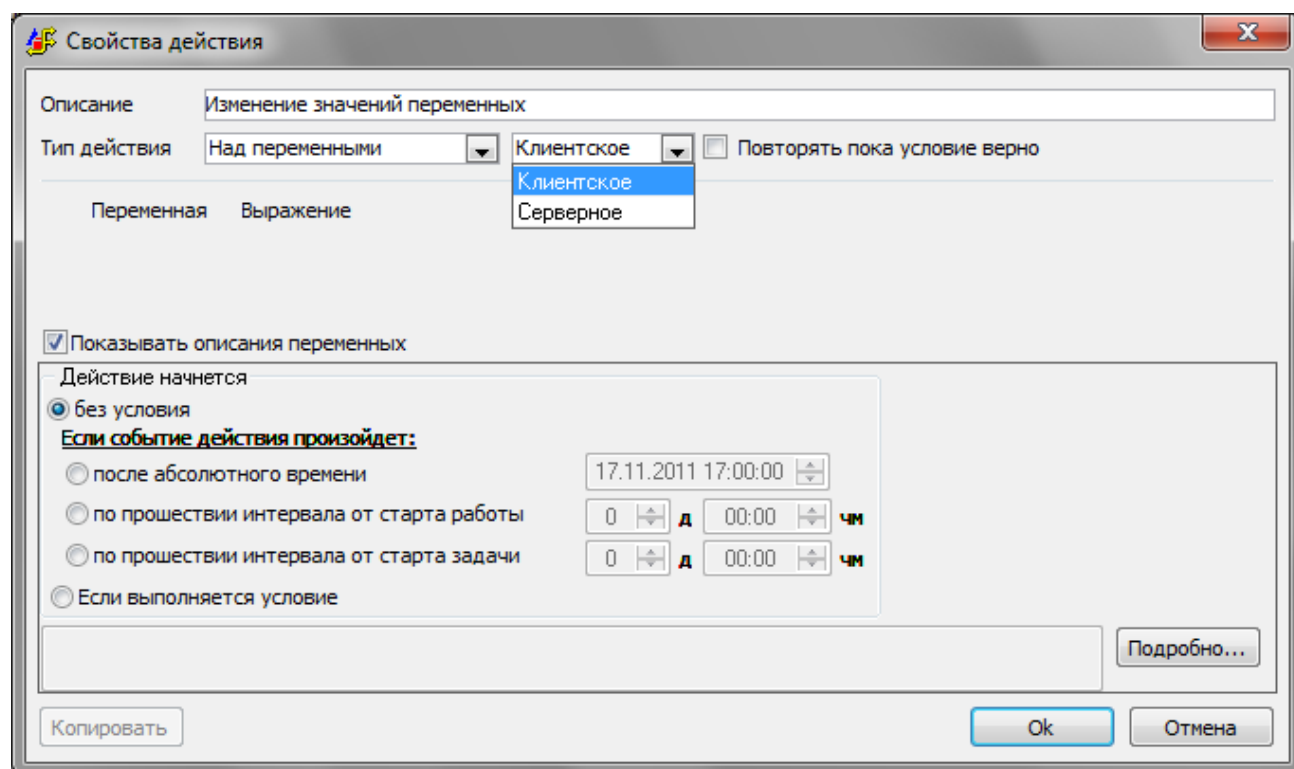 Свойства действия
Описание Изменение значений переменных
Тип действия Над переменными Клиентское Повторять пока условие верно
Клиентское
Серверное
Переменная Выражение
Показывать описания переменных
Действие начнется
без условия
Если событие действия произойдет:
после абсолютного времени 17.11.2011 17:00:00
по прошествии интервала от старта работы 0 д 00:00 чм
по прошествии интервала от старта задачи 0 д 00:00 чм
Если выполняется условие
Подробно...
Копировать Ok Отмена